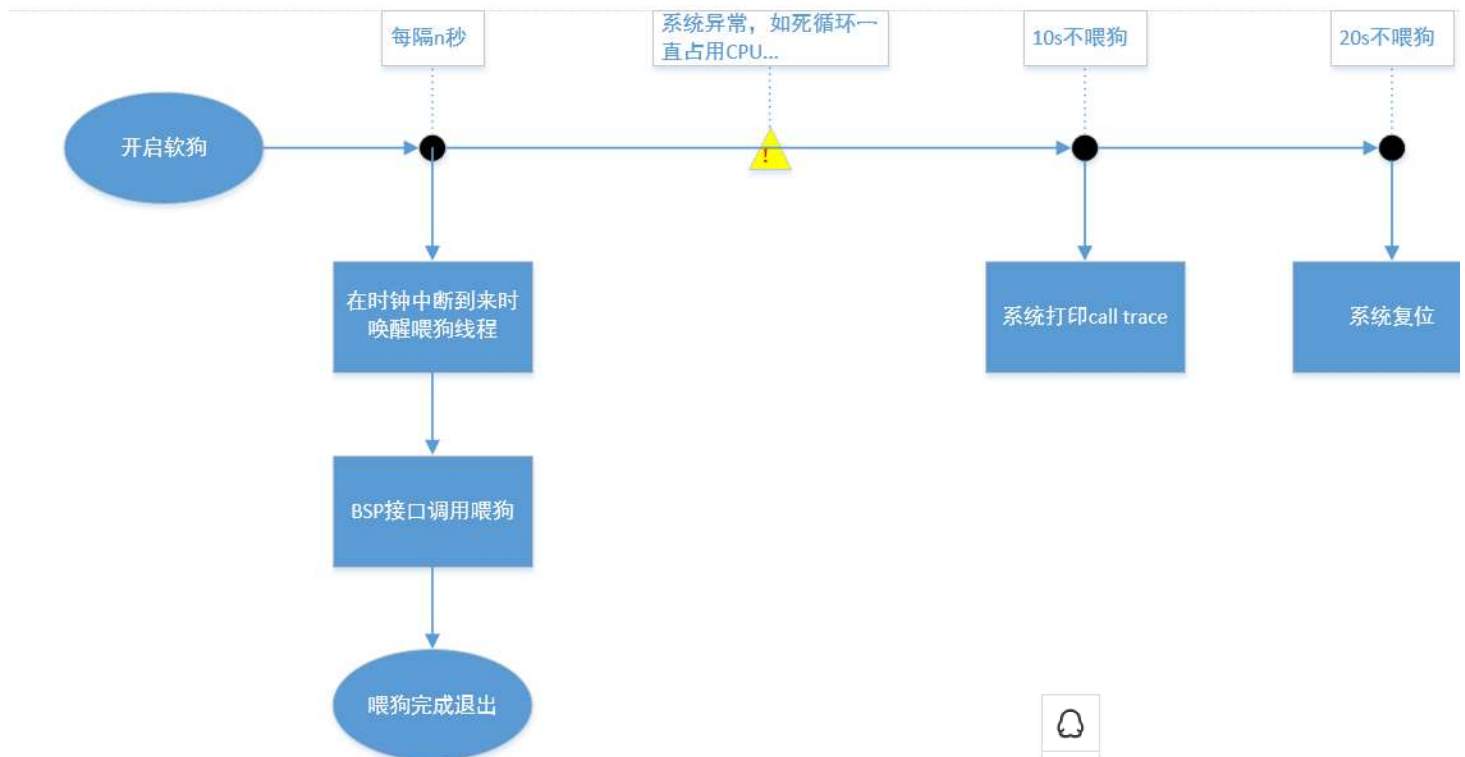 每隔n秒
系统异常，如死循环一
直占用CPU...
10s不喂狗
20s不喂狗
开启软狗
!
在时钟中断到来时
唤醒喂狗线程
系统打印call trace
系统复位
BSP接口调用喂狗
喂狗完成退出